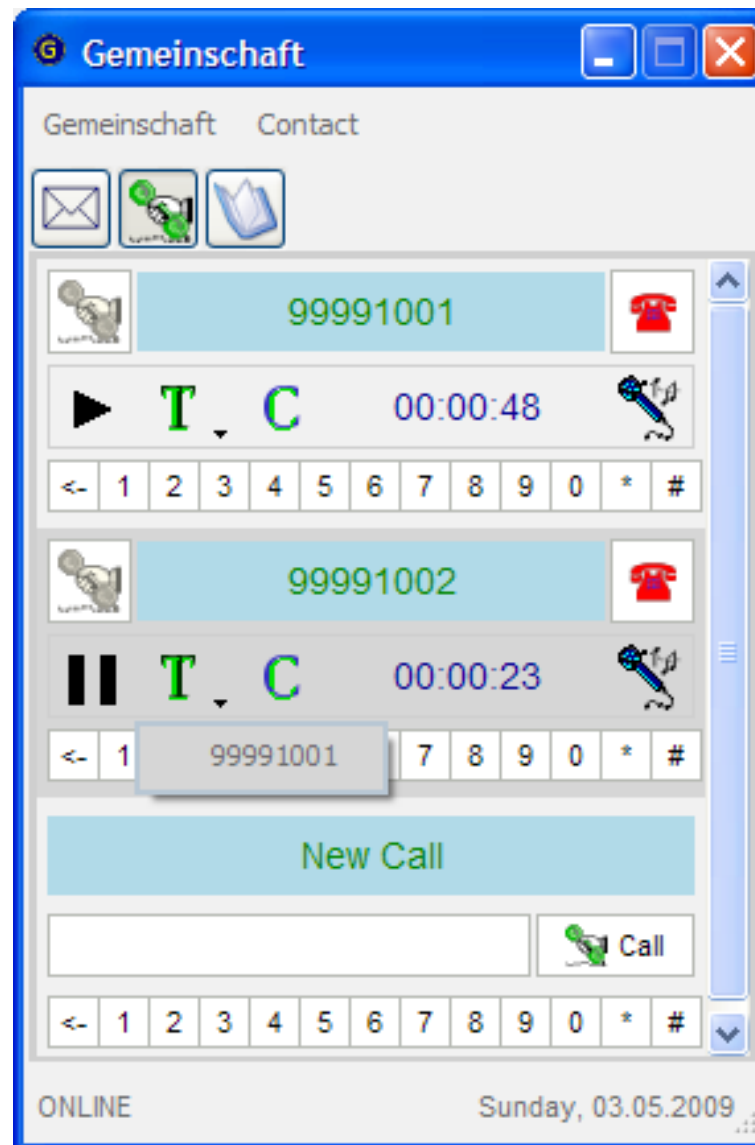 G Gemeinschaft
Gemeinschaft Contact
99991001
T C 00:00:48
<- 1 2 3 4 5 6 7 8 9 0 * #
99991002
T C 00:00:23
<- 1 99991001 7 8 9 0 * #
New Call
Call
<- 1 2 3 4 5 6 7 8 9 0 * #
ONLINE Sunday, 03.05.2009